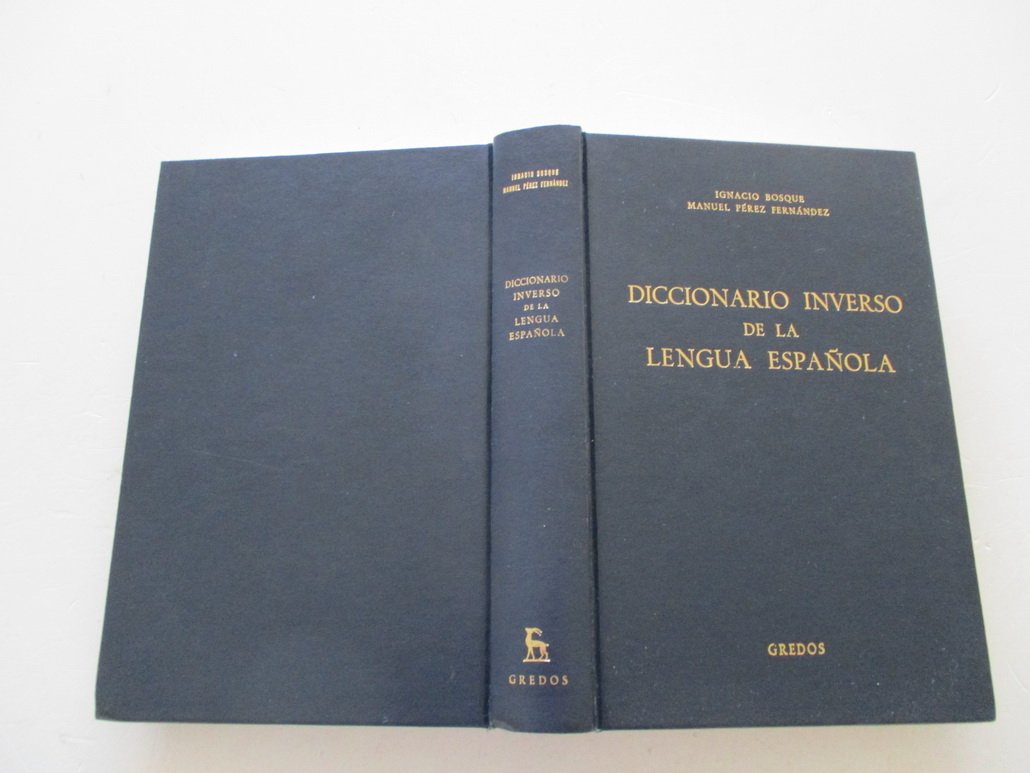 IGNACIO BOSQUE
MANUEL PÉREZ FERNÁNDEZ
DICCIONARIO
INVERSO
DE LA
LENGUA
ESPAÑOLA
GREDOS
IGNACIO BOSQUE
MANUEL PÉREZ FERNÁNDEZ
DICCIONARIO INVERSO
DE LA
LENGUA ESPAÑOLA
GREDOS